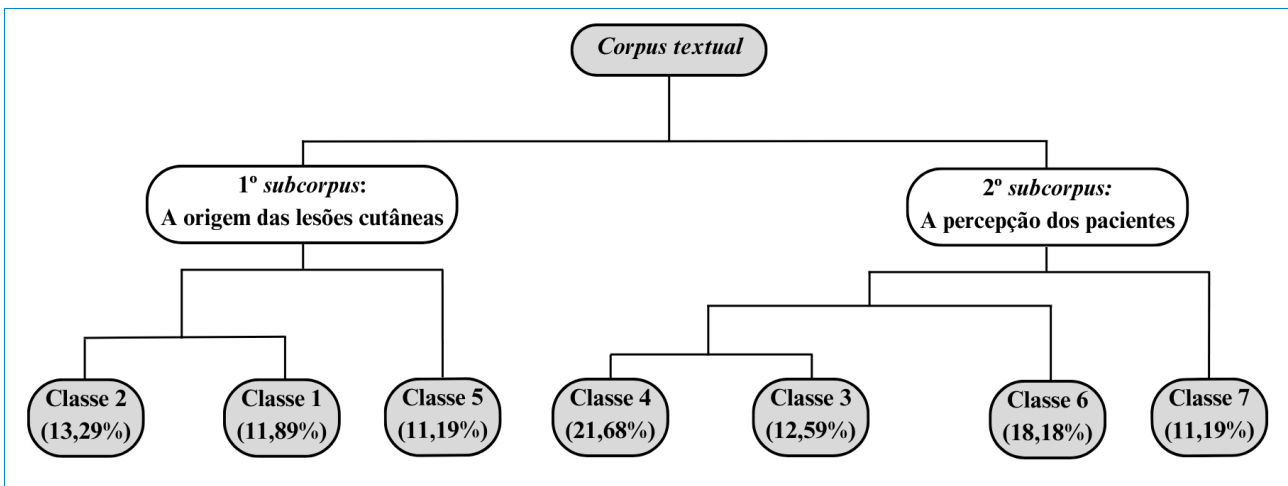 Corpus textual
1º subcorpus:
A origem das lesões cutâneas
2º subcorpus:
A percepção dos pacientes
Classe 2
(13,29%)
Classe 1
(11,89%)
Classe 5
(11,19%)
Classe 4
(21,68%)
Classe 3
(12,59%)
Classe 6
(18,18%)
Classe 7
(11,19%)